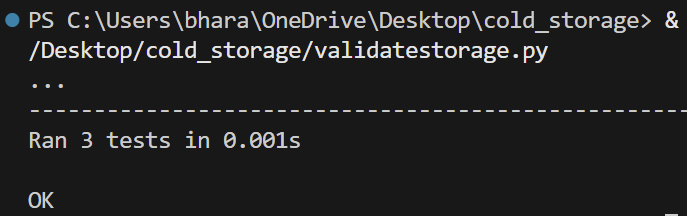 PS C:\Users\bhara\OneDrive\Desktop\cold_storage> &
/Desktop/cold_storage/validatestorage.py
...
----------------------------------------------------
Ran 3 tests in 0.001s
OK